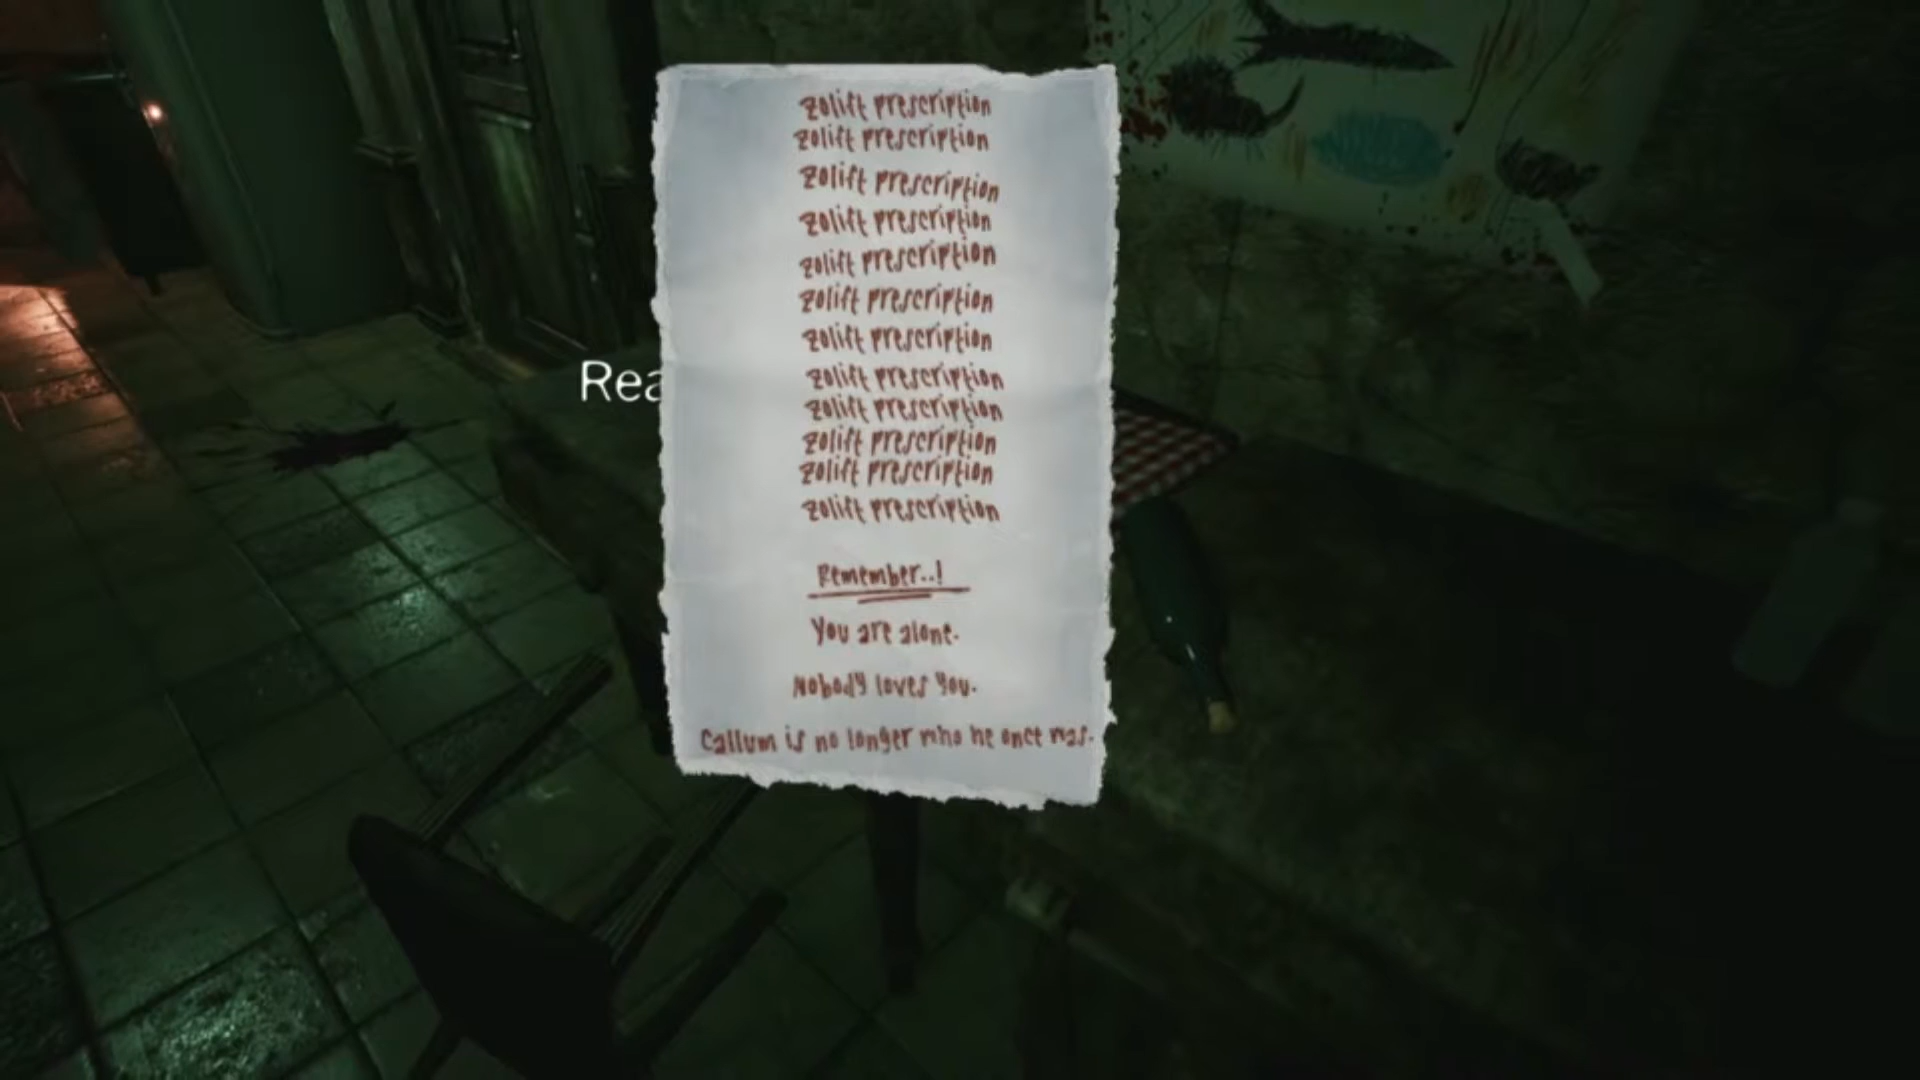 Zolift prescription
Zolift prescription
Zolift prescription
Zolift prescription
Zolift prescription
Zolift prescription
Zolift prescription
Zolift prescription
Zolift prescription
Zolift prescription
Zolift prescription
Zolift prescription
Rea
Remember..!
You are alone.
Nobody loves you.
Callum is no longer who he once was.